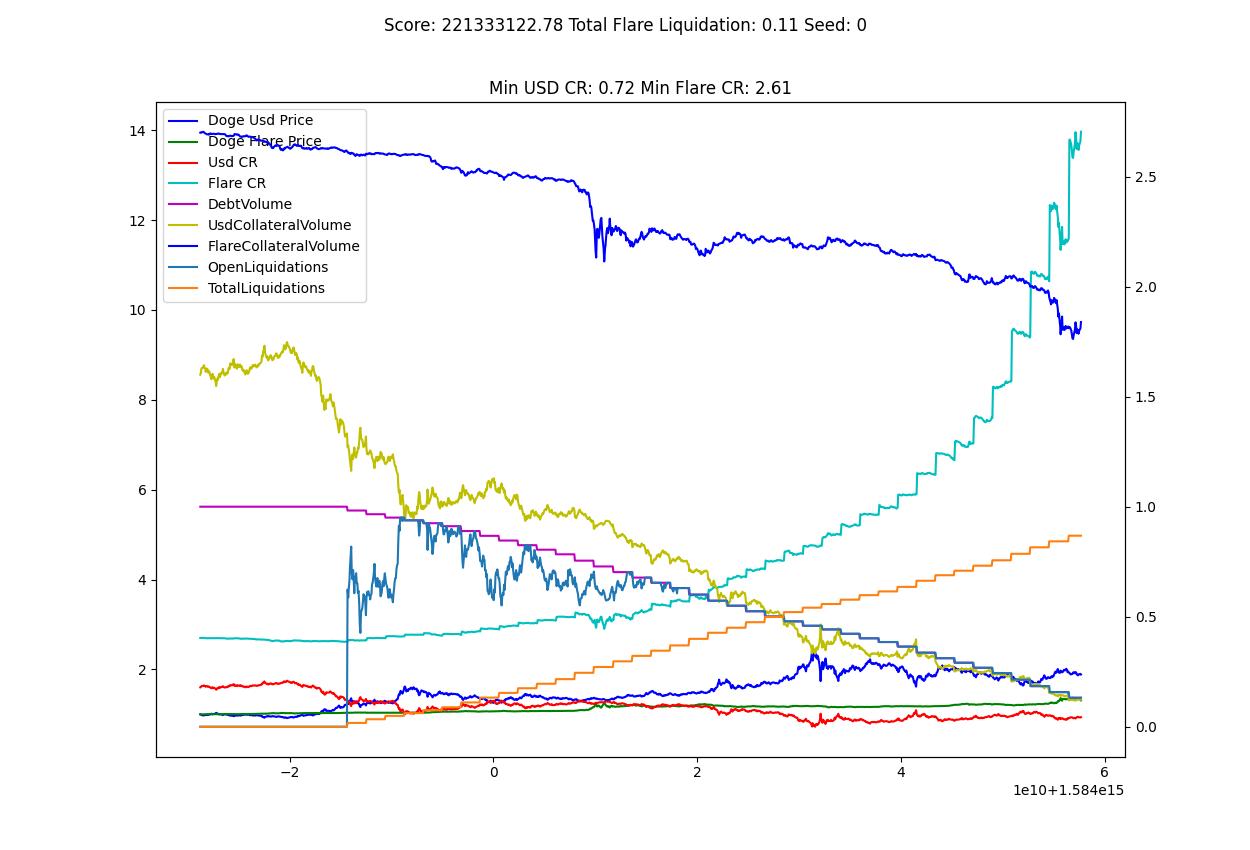 Score: 221333122.78 Total Flare Liquidation: 0.11 Seed: 0
Min USD CR: 0.72 Min Flare CR: 2.61
Doge Usd Price
Doge Flare Price
Usd CR
Flare CR
DebtVolume
UsdCollateralVolume
FlareCollateralVolume
OpenLiquidations
TotalLiquidations
14
12
10
8
6
4
2
2.5
2.0
1.5
1.0
0.5
0.0
−2
0
2
4
6
1e10+1.584e15